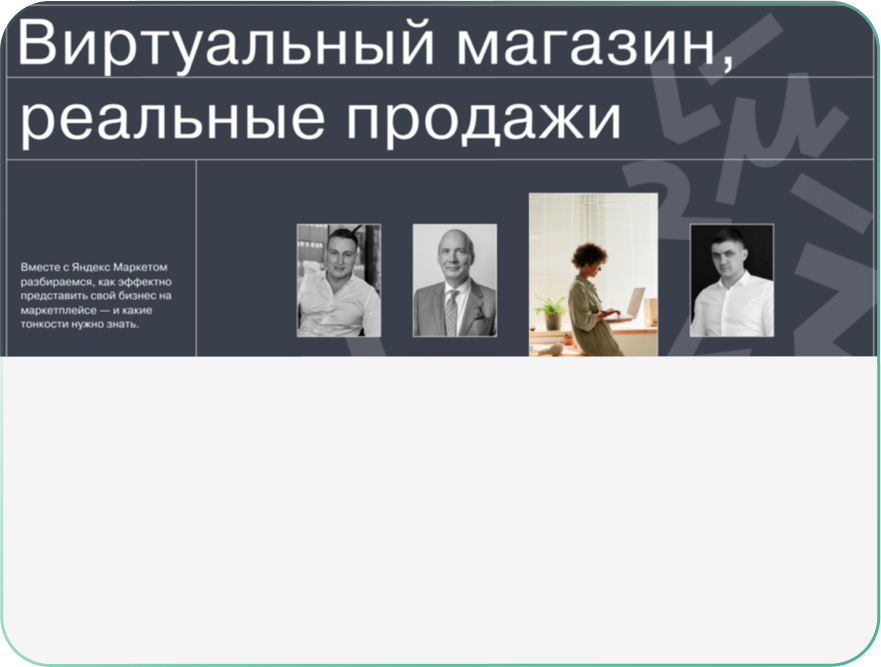 Виртуальный магазин,
реальные продажи
Вместе с Яндекс Маркетом
разбираемся, как эффектно
представить свой бизнес на
маркетплейсе — и какие
тонкости нужно знать.